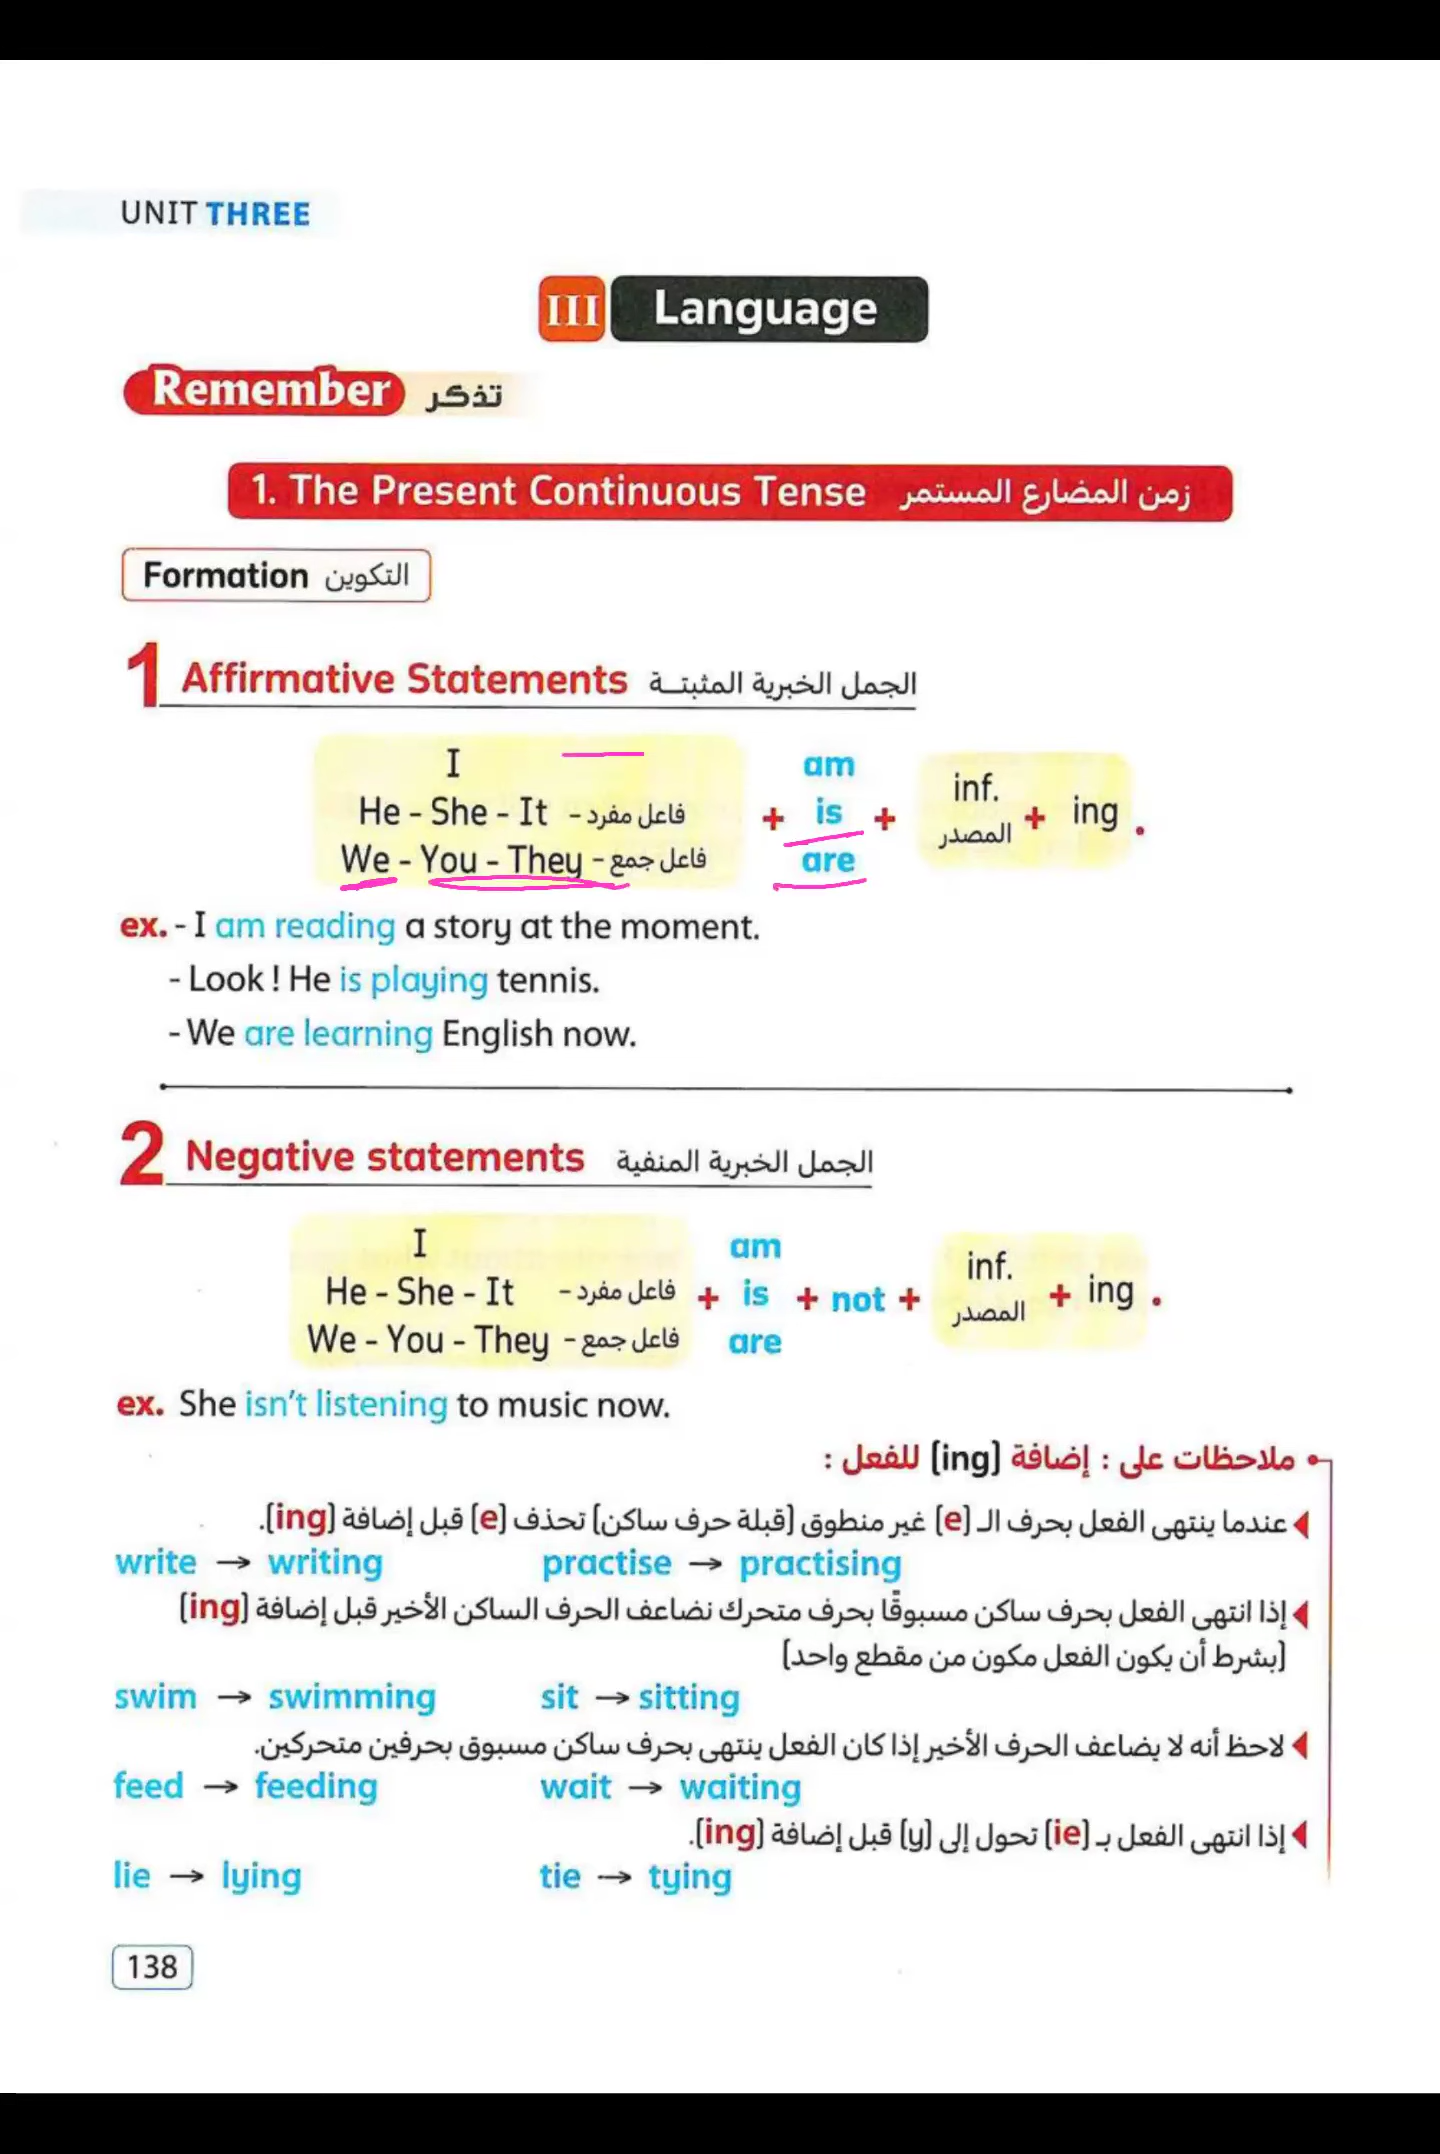 UNIT THREE
III Language
Remember تذكر
1. The Present Continuous Tense زمن المضارع المستمر
Formation التكوين
1 Affirmative Statements الجمل الخبرية المثبتــة
I
He - She - It - فاعل مفرد
We - You - They - فاعل جمع
+
am
is
are
+
inf.
المصدر
+ ing .
ex. - I am reading a story at the moment.
- Look ! He is playing tennis.
- We are learning English now.
2 Negative statements الجمل الخبرية المنفية
I
He - She - It - فاعل مفرد
We - You - They - فاعل جمع
+
am
is
are
+ not +
inf.
المصدر
+ ing .
ex. She isn't listening to music now.
• ملاحظات على : إضافة (ing) للفعل :
عندما ينتهى الفعل بحرف الـ (e) غير منطوق (قبلة حرف ساكن) تحذف (e) قبل إضافة (ing).
write → writing practise → practising
إذا انتهى الفعل بحرف ساكن مسبوقًا بحرف متحرك نضاعف الحرف الساكن الأخير قبل إضافة (ing)
(بشرط أن يكون الفعل مكون من مقطع واحد)
swim → swimming sit → sitting
لاحظ أنه لا يضاعف الحرف الأخير إذا كان الفعل ينتهى بحرف ساكن مسبوق بحرفين متحركين.
feed → feeding wait → waiting
إذا انتهى الفعل بـ (ie) تحول إلى (y) قبل إضافة (ing).
lie → lying tie → tying
138